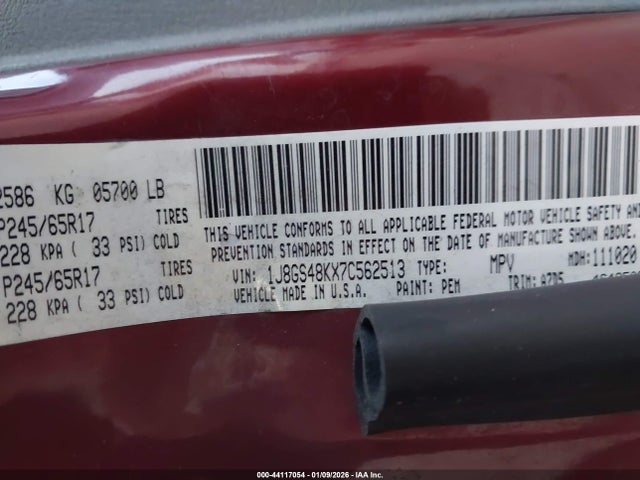 2586 KG 05700 LB
P245/65R17 TIRES
228 KPA ( 33 PSI) COLD
P245/65R17 TIRES
228 KPA ( 33 PSI) COLD
THIS VEHICLE CONFORMS TO ALL APPLICABLE FEDERAL MOTOR VEHICLE SAFETY AND
PREVENTION STANDARDS IN EFFECT ON THE DATE OF MANUFACTURE SHOWN ABOVE.
VIN: 1J8GS48KX7C562513 TYPE: MPV MDH: 111020
VEHICLE MADE IN U.S.A. PAINT: PEM TRIM: A7D5
000-44117054 | 01/09/2026 | IAA Inc.